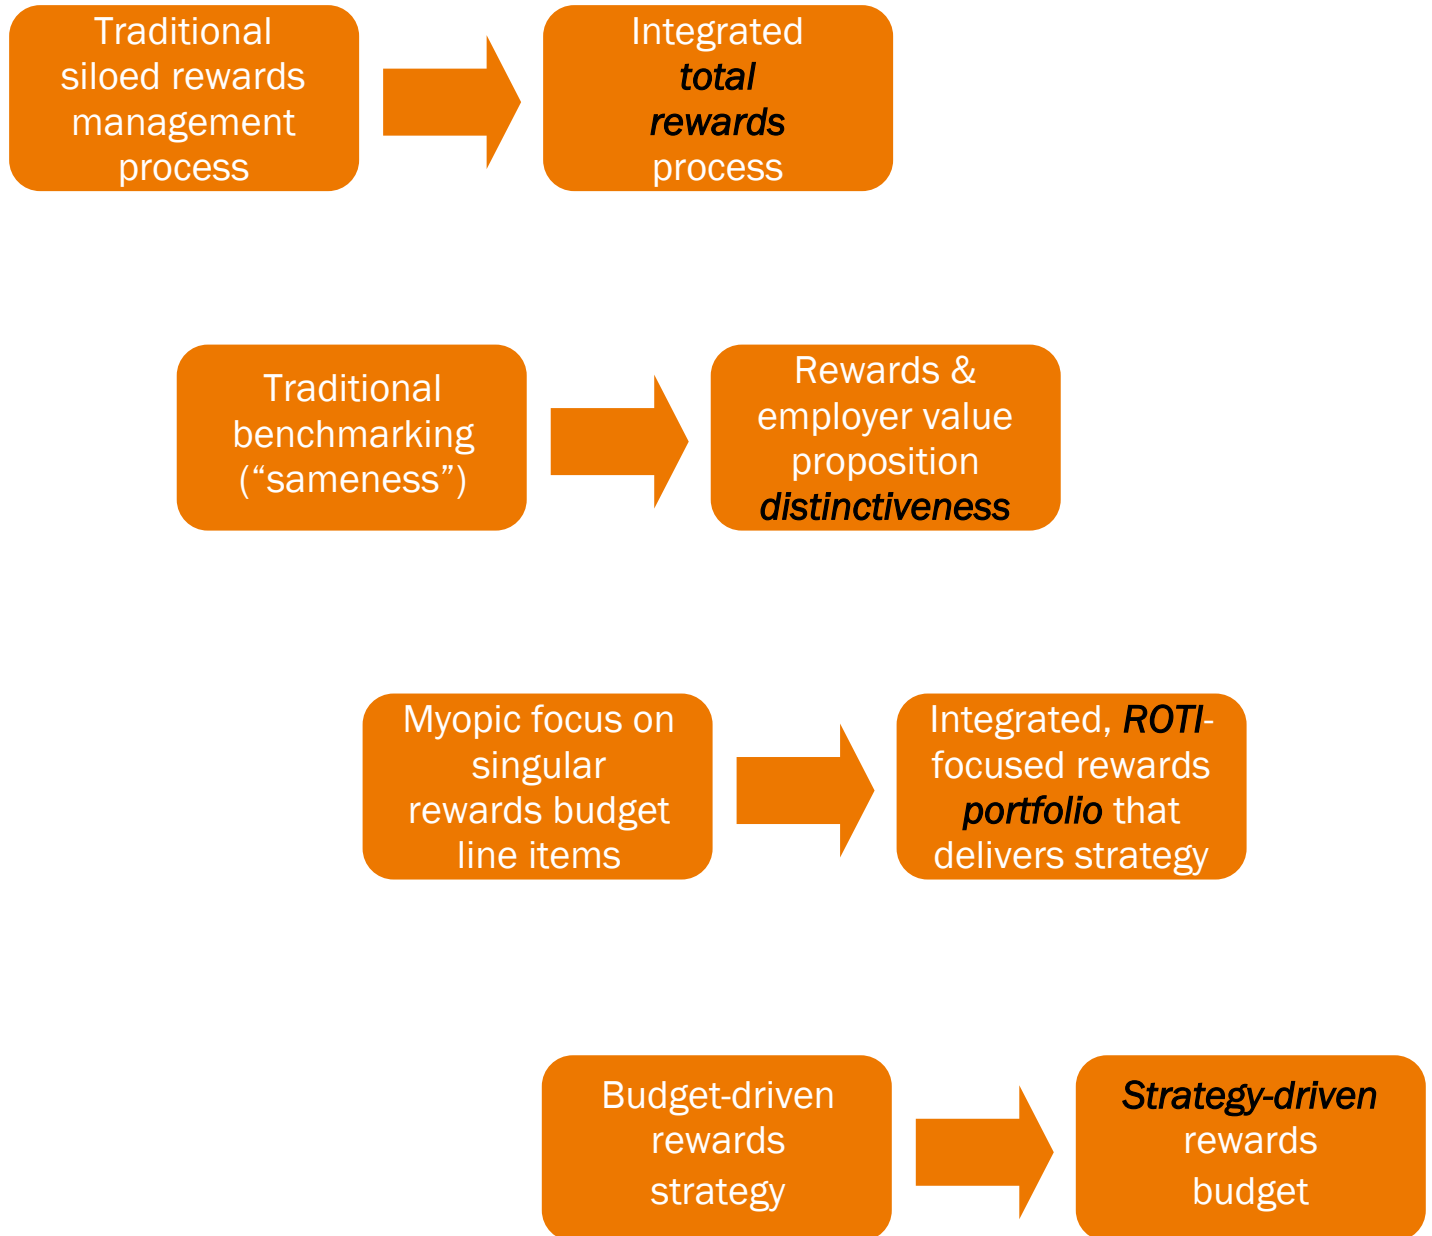 Traditional
siloed rewards
management
process
Integrated
total
rewards
process
Traditional
benchmarking
(“sameness”)
Rewards &
employer value
proposition
distinctiveness
Myopic focus on
singular
rewards budget
line items
Integrated, ROTI-
focused rewards
portfolio that
delivers strategy
Budget-driven
rewards
strategy
Strategy-driven
rewards
budget